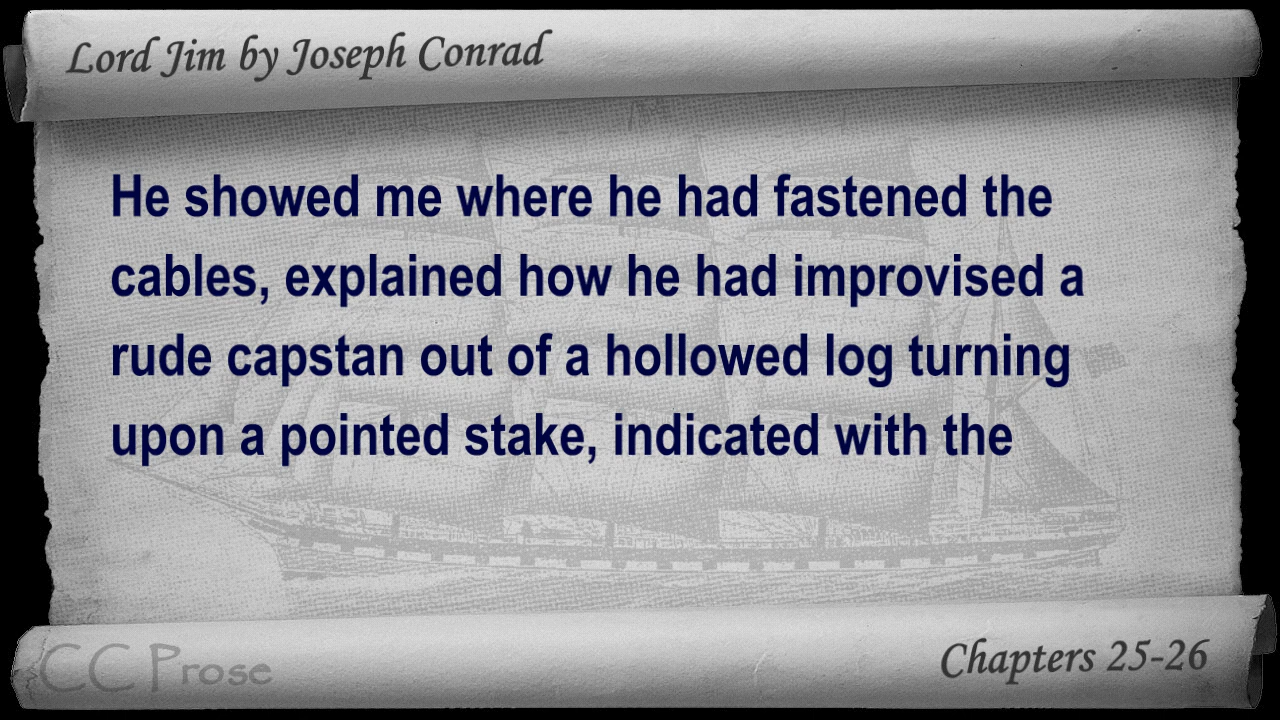 Lord Jim by Joseph Conrad
He showed me where he had fastened the
cables, explained how he had improvised a
rude capstan out of a hollowed log turning
upon a pointed stake, indicated with the
CC Prose
Chapters 25-26